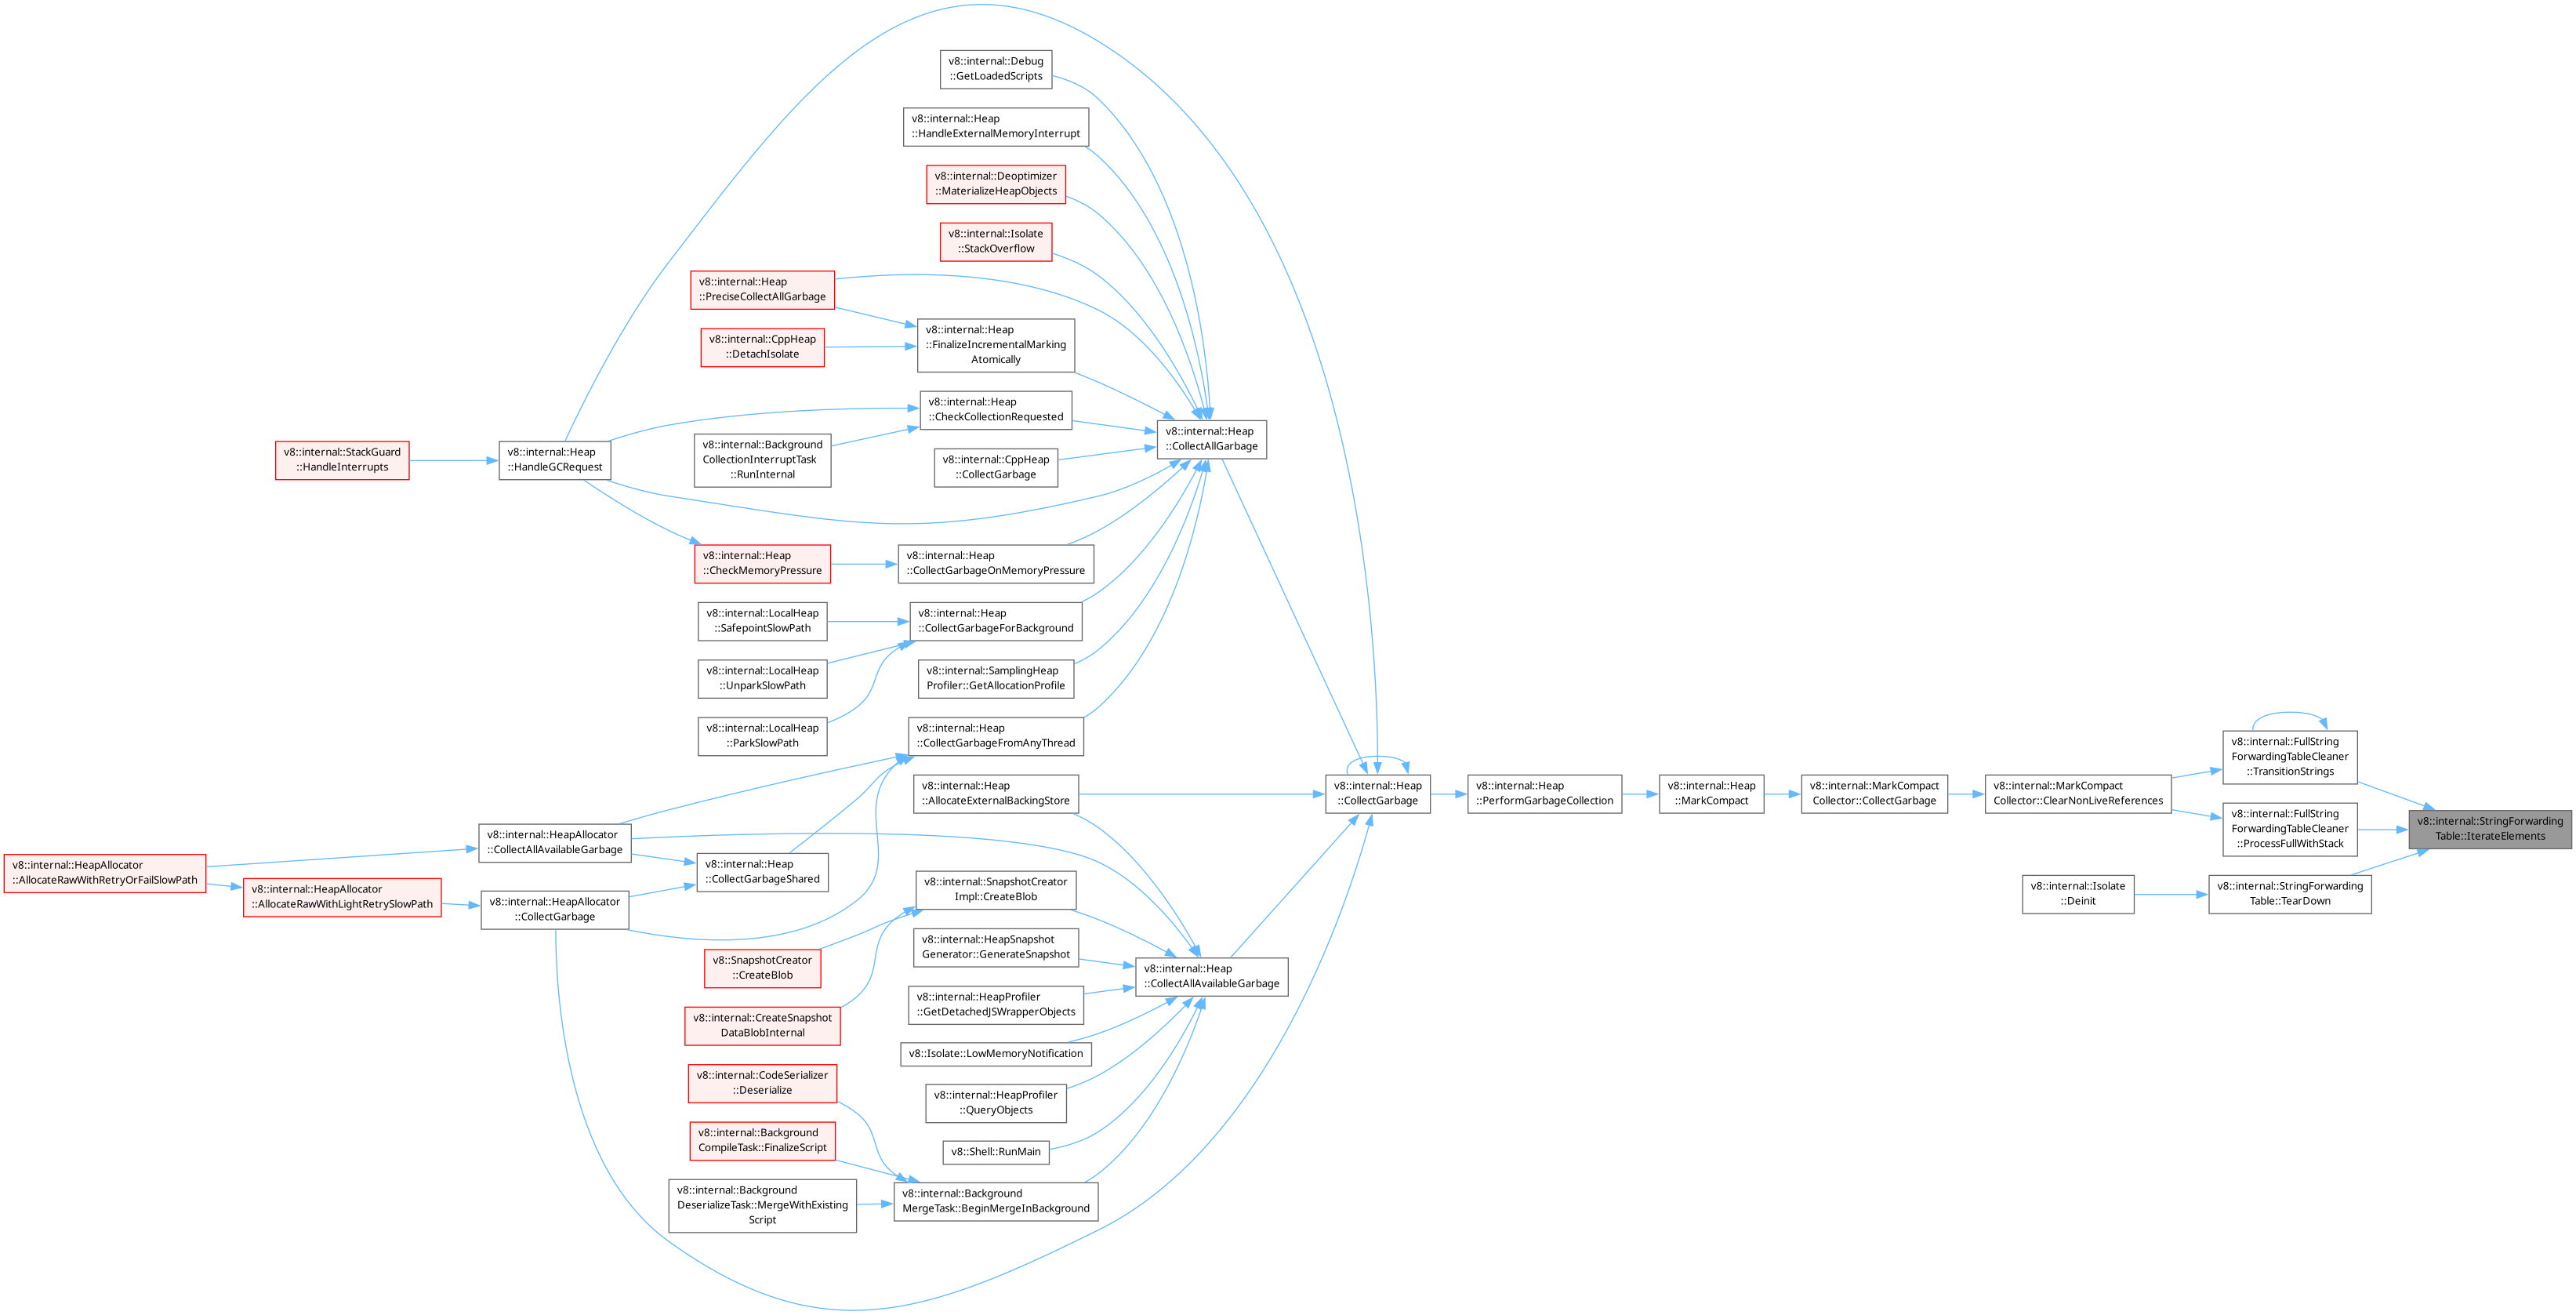 v8::internal::Debug
::GetLoadedScripts
v8::internal::Heap
::HandleExternalMemoryInterrupt
v8::internal::Deoptimizer
::MaterializeHeapObjects
v8::internal::Isolate
::StackOverflow
v8::internal::Heap
::PreciseCollectAllGarbage
v8::internal::Heap
::FinalizeIncrementalMarking
Atomically
v8::internal::CppHeap
::DetachIsolate
v8::internal::Heap
::CheckCollectionRequested
v8::internal::Heap
::CollectAllGarbage
v8::internal::StackGuard
::HandleInterrupts
v8::internal::Heap
::HandleGCRequest
v8::internal::Background
CollectionInterruptTask
::RunInternal
v8::internal::CppHeap
::CollectGarbage
v8::internal::Heap
::CheckMemoryPressure
v8::internal::Heap
::CollectGarbageOnMemoryPressure
v8::internal::LocalHeap
::SafepointSlowPath
v8::internal::Heap
::CollectGarbageForBackground
v8::internal::LocalHeap
::UnparkSlowPath
v8::internal::SamplingHeap
Profiler::GetAllocationProfile
v8::internal::LocalHeap
::ParkSlowPath
v8::internal::Heap
::CollectGarbageFromAnyThread
v8::internal::FullString
ForwardingTableCleaner
::TransitionStrings
v8::internal::Heap
::AllocateExternalBackingStore
v8::internal::Heap
::CollectGarbage
v8::internal::Heap
::PerformGarbageCollection
v8::internal::Heap
::MarkCompact
v8::internal::MarkCompact
Collector::CollectGarbage
v8::internal::MarkCompact
Collector::ClearNonLiveReferences
v8::internal::FullString
ForwardingTableCleaner
::ProcessFullWithStack
v8::internal::StringForwarding
Table::IterateElements
v8::internal::HeapAllocator
::CollectAllAvailableGarbage
v8::internal::HeapAllocator
::AllocateRawWithRetryOrFailSlowPath
v8::internal::Heap
::CollectGarbageShared
v8::internal::HeapAllocator
::AllocateRawWithLightRetrySlowPath
v8::internal::HeapAllocator
::CollectGarbage
v8::internal::SnapshotCreator
Impl::CreateBlob
v8::internal::Isolate
::Deinit
v8::internal::StringForwarding
Table::TearDown
v8::internal::HeapSnapshot
Generator::GenerateSnapshot
v8::SnapshotCreator
::CreateBlob
v8::internal::Heap
::CollectAllAvailableGarbage
v8::internal::HeapProfiler
::GetDetachedJSWrapperObjects
v8::internal::CreateSnapshot
DataBlobInternal
v8::Isolate::LowMemoryNotification
v8::internal::CodeSerializer
::Deserialize
v8::internal::HeapProfiler
::QueryObjects
v8::internal::Background
CompileTask::FinalizeScript
v8::Shell::RunMain
v8::internal::Background
DeserializeTask::MergeWithExisting
Script
v8::internal::Background
MergeTask::BeginMergeInBackground